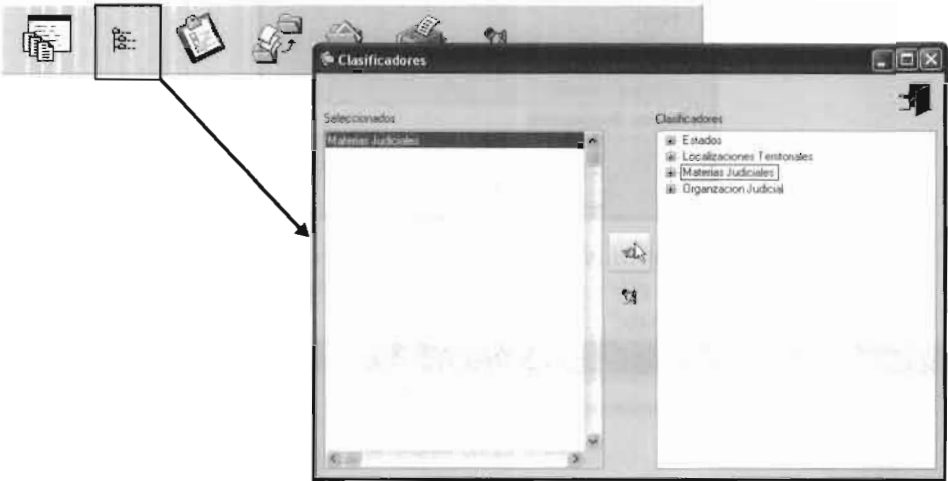 Clasificadores
Seleccionados
Materias Judiciales
Clasificadores
Estados
Localizaciones Territoriales
Materias Judiciales
Organizacion Judicial